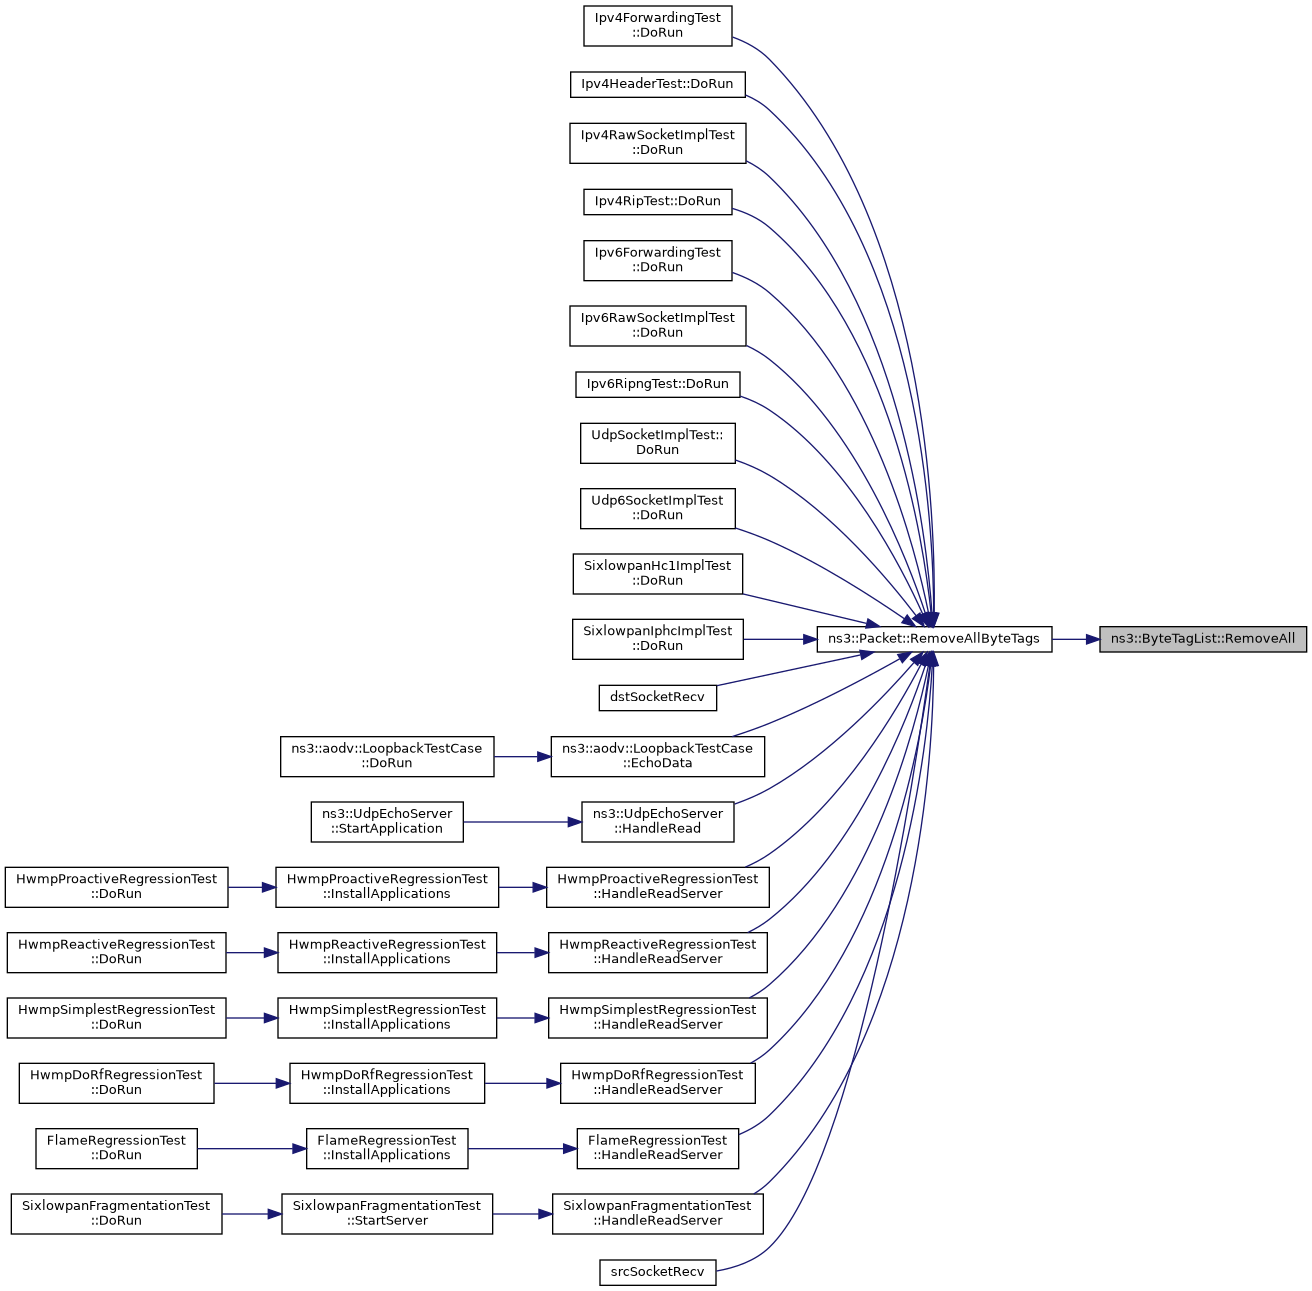 Ipv4ForwardingTest
::DoRun
Ipv4HeaderTest::DoRun
Ipv4RawSocketImplTest
::DoRun
Ipv4RipTest::DoRun
Ipv6ForwardingTest
::DoRun
Ipv6RawSocketImplTest
::DoRun
Ipv6RipngTest::DoRun
UdpSocketImplTest::
DoRun
Udp6SocketImplTest
::DoRun
SixlowpanHc1ImplTest
::DoRun
SixlowpanIphcImplTest
::DoRun
ns3::Packet::RemoveAllByteTags
ns3::ByteTagList::RemoveAll
dstSocketRecv
ns3::aodv::LoopbackTestCase
::DoRun
ns3::aodv::LoopbackTestCase
::EchoData
ns3::UdpEchoServer
::StartApplication
ns3::UdpEchoServer
::HandleRead
HwmpProactiveRegressionTest
::DoRun
HwmpProactiveRegressionTest
::InstallApplications
HwmpProactiveRegressionTest
::HandleReadServer
HwmpReactiveRegressionTest
::DoRun
HwmpReactiveRegressionTest
::InstallApplications
HwmpReactiveRegressionTest
::HandleReadServer
HwmpSimplestRegressionTest
::DoRun
HwmpSimplestRegressionTest
::InstallApplications
HwmpSimplestRegressionTest
::HandleReadServer
HwmpDoRfRegressionTest
::DoRun
HwmpDoRfRegressionTest
::InstallApplications
HwmpDoRfRegressionTest
::HandleReadServer
FlameRegressionTest
::DoRun
FlameRegressionTest
::InstallApplications
FlameRegressionTest
::HandleReadServer
SixlowpanFragmentationTest
::DoRun
SixlowpanFragmentationTest
::StartServer
SixlowpanFragmentationTest
::HandleReadServer
srcSocketRecv